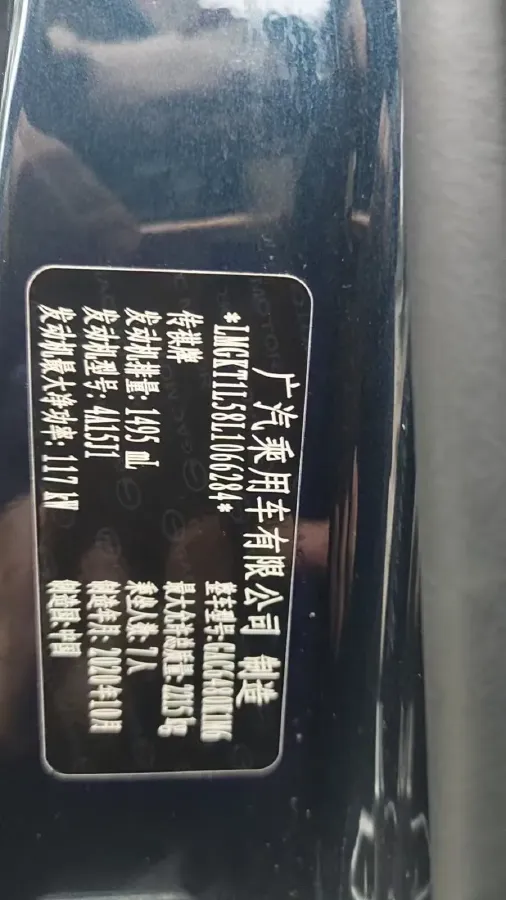 广汽乘用车有限公司 制造
*LMGKT1L58L1066284*
传祺牌
整车型号:GAC6480K1M6
发动机排量:1495 mL
最大允许总质量:2215 kg
发动机型号:4A15J1
乘坐人数:7人
发动机最大净功率:117 kW
制造年月:2020年10月
制造国:中国